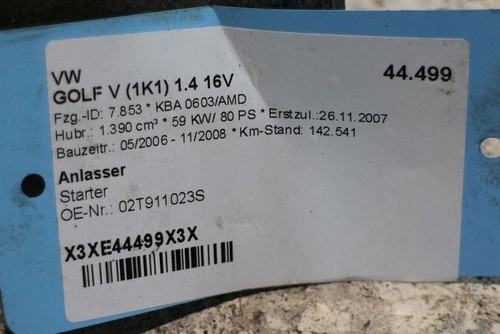 VW
GOLF V (1K1) 1.4 16V
44.499
Fzg.-ID: 7.853 * KBA 0603/AMD
Hubr.: 1.390 cm³ * 59 KW/ 80 PS * Erstzul.:26.11.2007
Bauzeitr.: 05/2006 - 11/2008 * Km-Stand: 142.541
Anlasser
Starter
OE-Nr.: 02T911023S
X3XE44499X3X